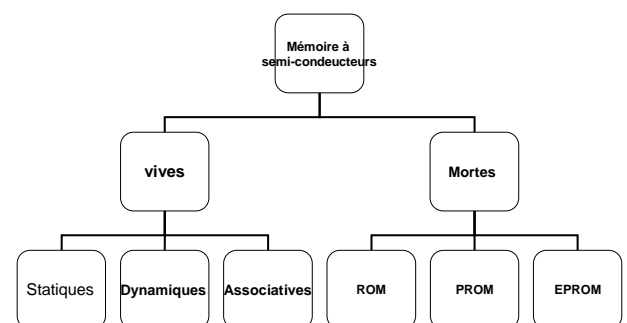 Mémoire à
semi-condeucteurs
vives
Mortes
Statiques
Dynamiques
Associatives
ROM
PROM
EPROM